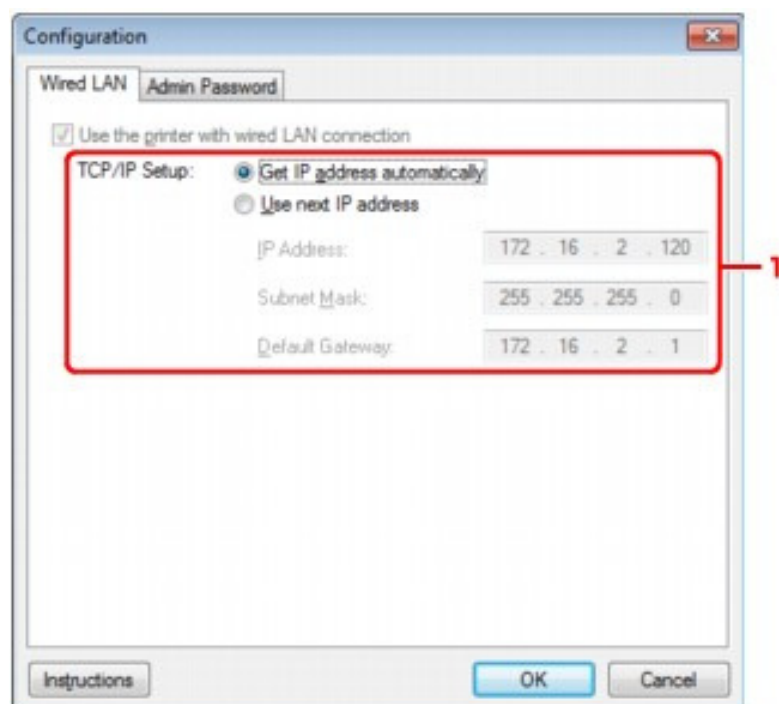 Configuration
Wired LAN Admin Password
Use the printer with wired LAN connection
TCP/IP Setup: Get IP address automatically
Use next IP address
IP Address: 172 . 16 . 2 . 120
1
Subnet Mask: 255 . 255 . 255 . 0
Default Gateway: 172 . 16 . 2 . 1
Instructions OK Cancel